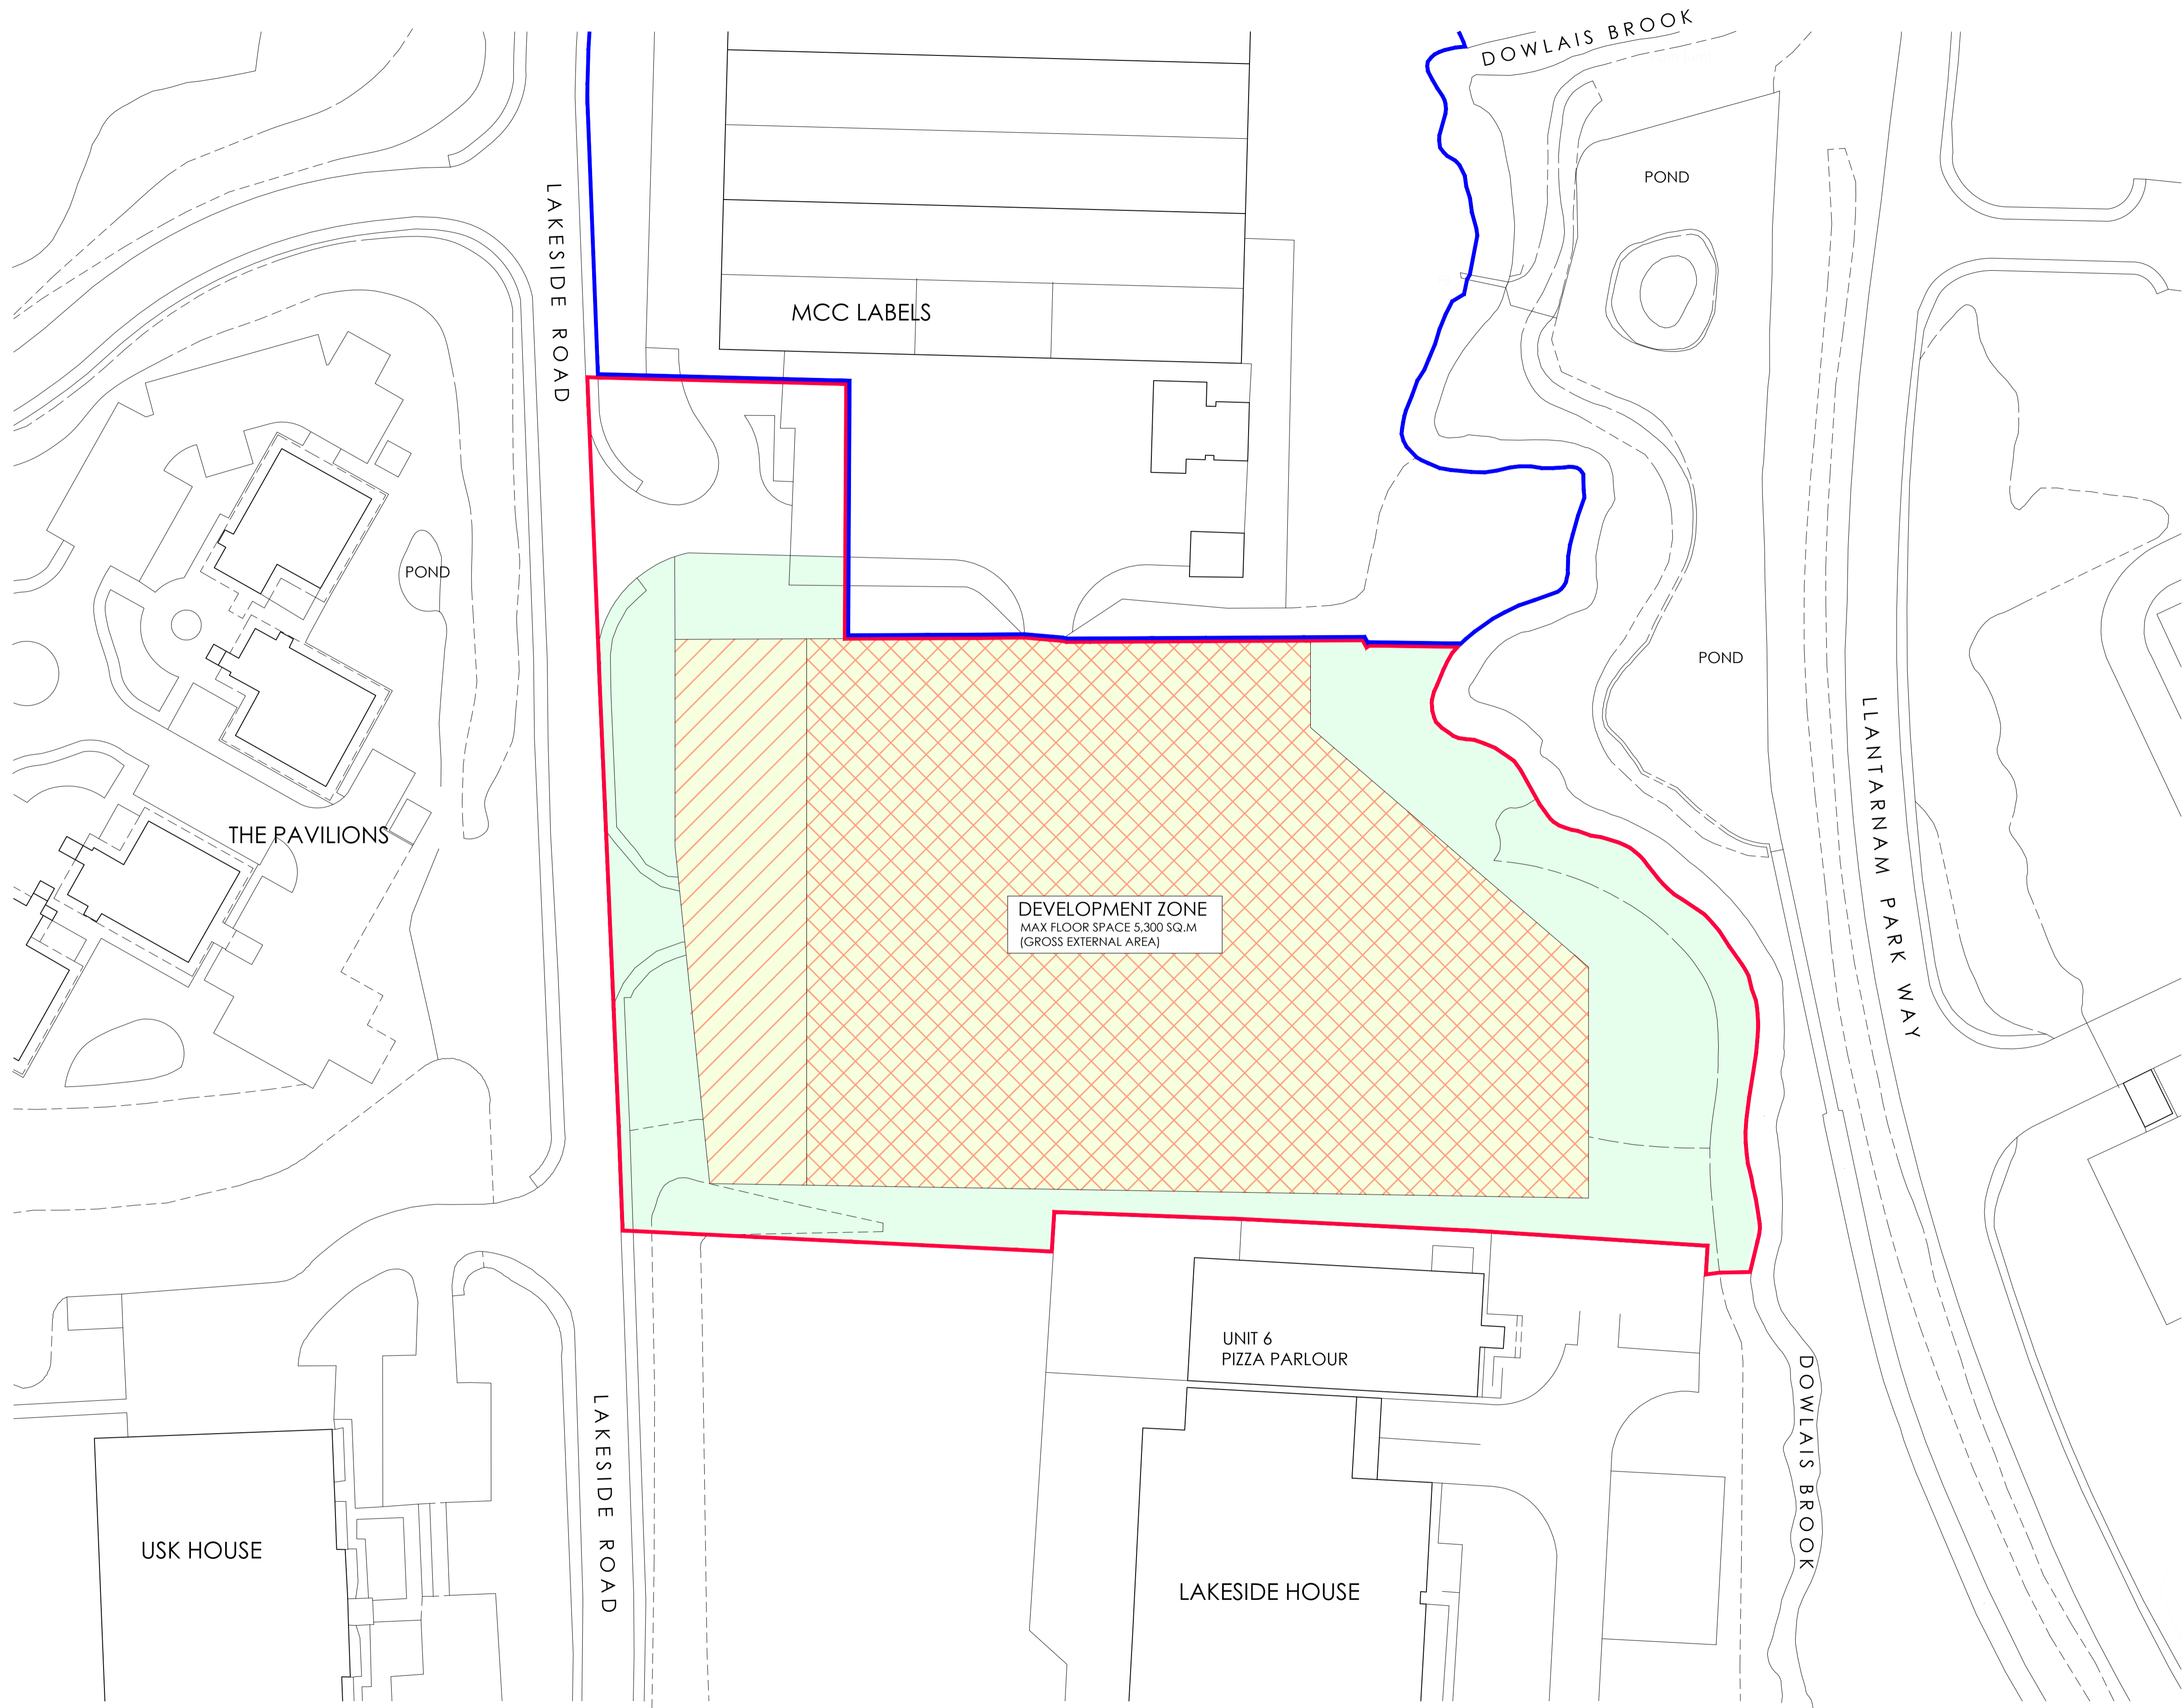 DOWLAIS BROOK
POND
LAKESIDE ROAD
MCC LABELS
POND
POND
LLANTARNAM PARK WAY
THE PAVILIONS
DEVELOPMENT ZONE
MAX FLOOR SPACE 5,300 SQ.M
(GROSS EXTERNAL AREA)
UNIT 6
PIZZA PARLOUR
DOWLAIS BROOK
LAKESIDE ROAD
USK HOUSE
LAKESIDE HOUSE